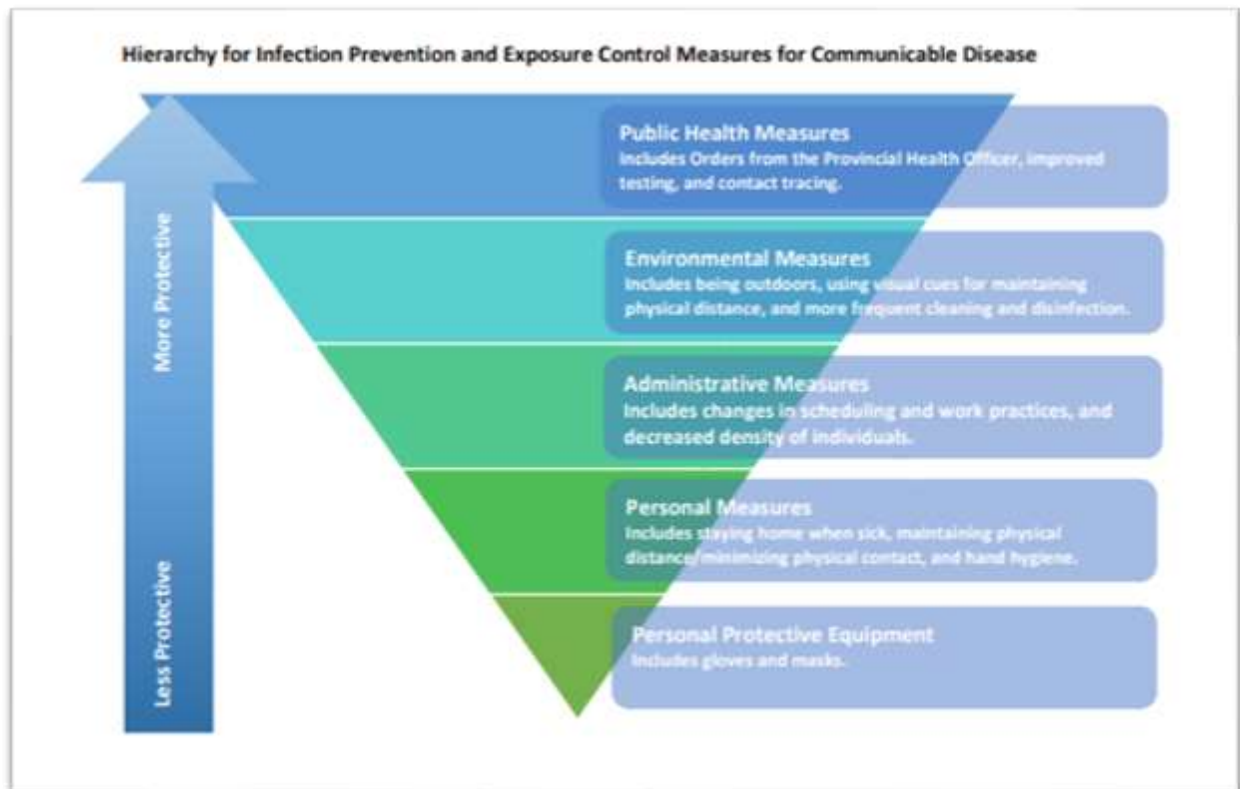 Hierarchy for Infection Prevention and Exposure Control Measures for Communicable Disease
More Protective
Less Protective
Public Health Measures
Includes Orders from the Provincial Health Officer, improved
testing, and contact tracing.
Environmental Measures
Includes being outdoors, using visual cues for maintaining
physical distance, and more frequent cleaning and disinfection.
Administrative Measures
Includes changes in scheduling and work practices, and
decreased density of individuals.
Personal Measures
Includes staying home when sick, maintaining physical
distance/minimizing physical contact, and hand hygiene.
Personal Protective Equipment
Includes gloves and masks.